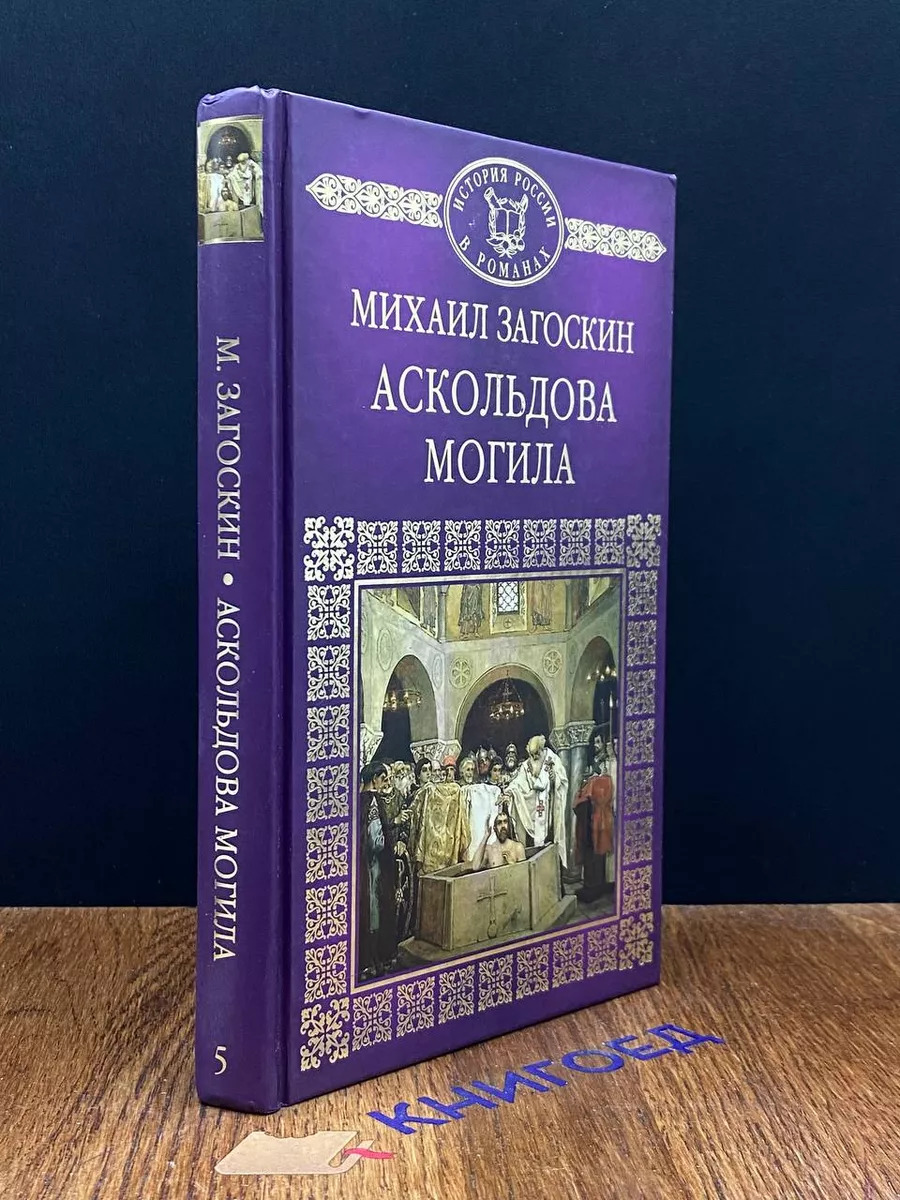 ИСТОРИЯ РОССИИ
В РОМАНАХ
МИХАИЛ ЗАГОСКИН
АСКОЛЬДОВА
МОГИЛА
М. ЗАГОСКИН • АСКОЛЬДОВА МОГИЛА
5
КНИГОЕД